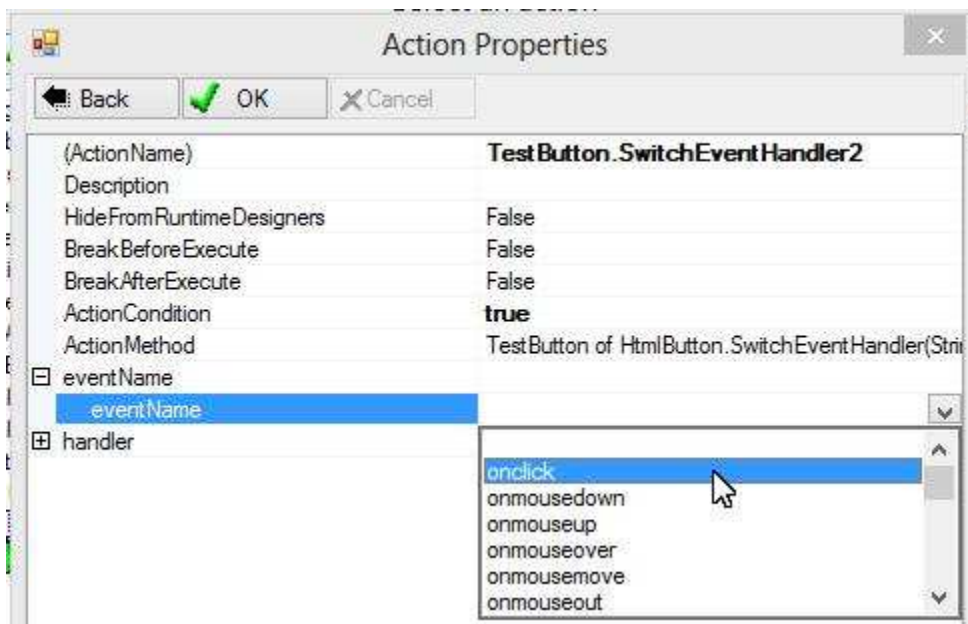 Action Properties
Back OK Cancel
(ActionName) TestButton.SwitchEventHandler2
Description
HideFromRuntimeDesigners False
BreakBeforeExecute False
BreakAfterExecute False
ActionCondition true
ActionMethod TestButton of HtmlButton.SwitchEventHandler(Stri
eventName
eventName
handler
onclick
onmousedown
onmouseup
onmouseover
onmousemove
onmouseout